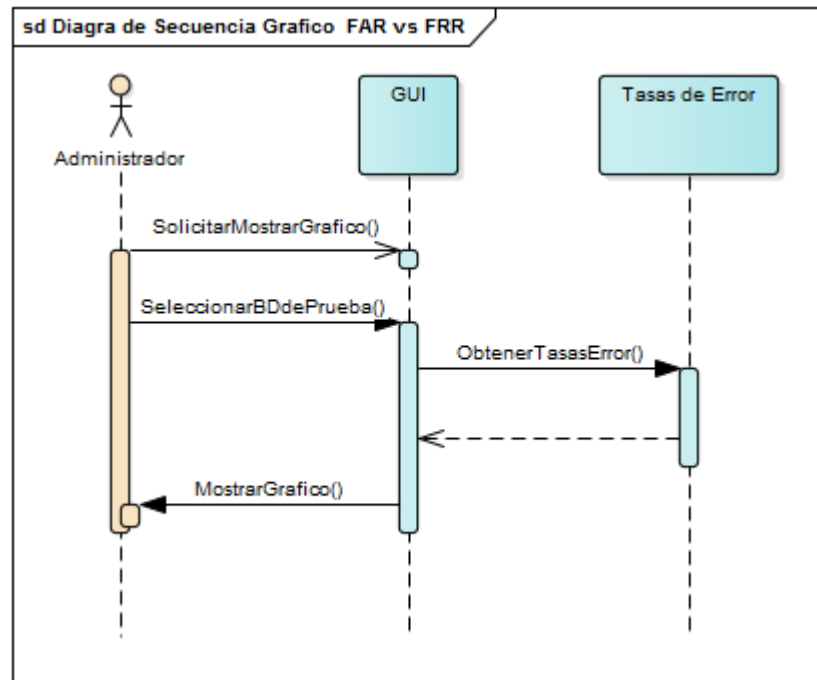 sd Diagra de Secuencia Grafico FAR vs FRR
GUI
Tasas de Error
Administrador
SolicitarMostrarGrafico()
SeleccionarBDdePrueba()
ObtenerTasasError()
MostrarGrafico()